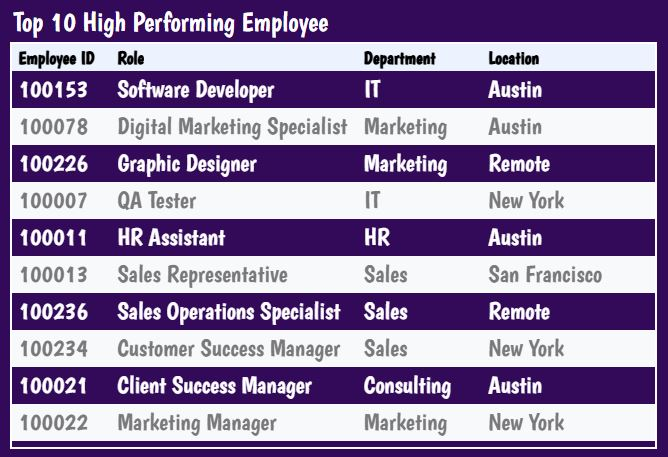 Top 10 High Performing Employee
Employee ID Role Department Location
100153 Software Developer IT Austin
100078 Digital Marketing Specialist Marketing Austin
100226 Graphic Designer Marketing Remote
100007 QA Tester IT New York
100011 HR Assistant HR Austin
100013 Sales Representative Sales San Francisco
100236 Sales Operations Specialist Sales Remote
100234 Customer Success Manager Sales New York
100021 Client Success Manager Consulting Austin
100022 Marketing Manager Marketing New York